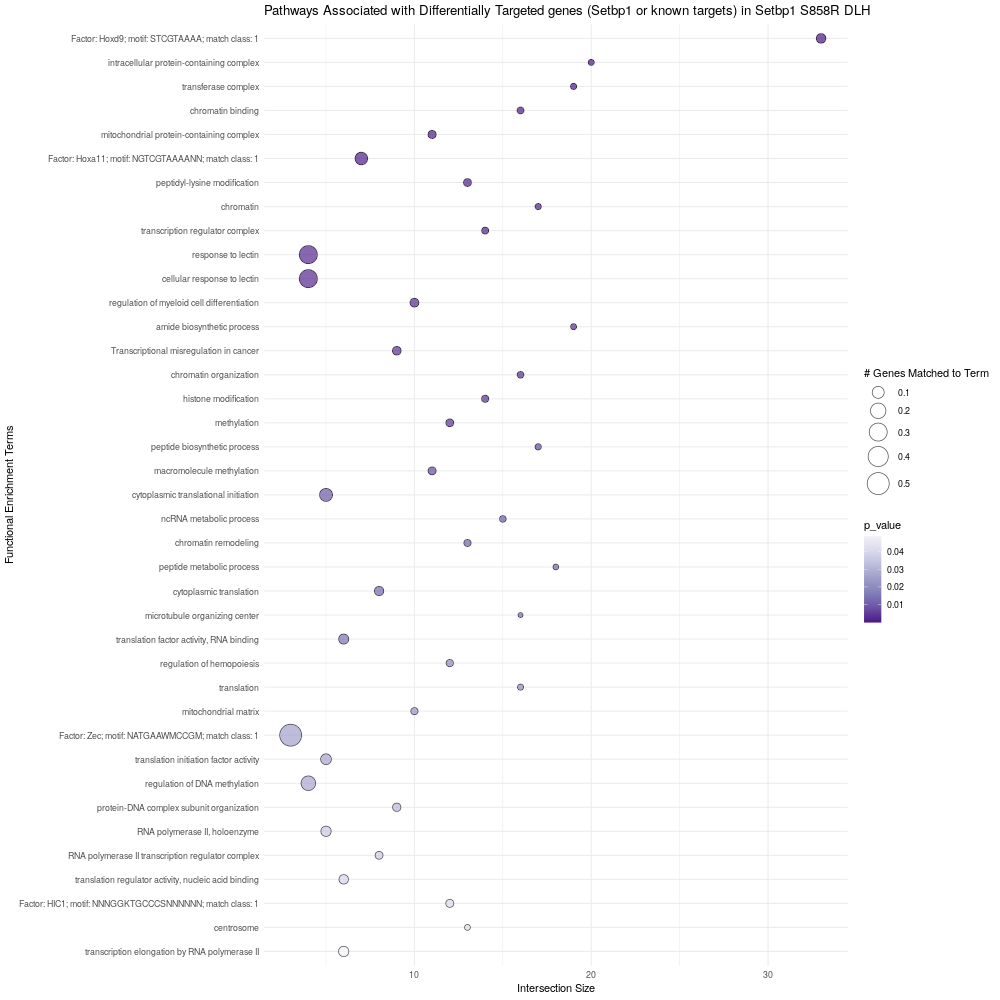 Pathways Associated with Differentially Targeted genes (Setbp1 or known targets) in Setbp1 S858R DLH
Factor: Hoxd9; motif: STCGTAAAA; match class: 1
intracellular protein-containing complex
transferase complex
chromatin binding
mitochondrial protein-containing complex
Factor: Hoxa11; motif: NGTCGTAAAANN; match class: 1
peptidyl-lysine modification
chromatin
transcription regulator complex
response to lectin
cellular response to lectin
regulation of myeloid cell differentiation
amide biosynthetic process
Transcriptional misregulation in cancer
chromatin organization
histone modification
methylation
peptide biosynthetic process
macromolecule methylation
cytoplasmic translational initiation
ncRNA metabolic process
chromatin remodeling
peptide metabolic process
cytoplasmic translation
microtubule organizing center
translation factor activity, RNA binding
regulation of hemopoiesis
translation
mitochondrial matrix
Factor: Zec; motif: NATGAAWMCCGM; match class: 1
translation initiation factor activity
regulation of DNA methylation
protein-DNA complex subunit organization
RNA polymerase II, holoenzyme
RNA polymerase II transcription regulator complex
translation regulator activity, nucleic acid binding
Factor: HIC1; motif: NNNGGKTGCCCSNNNNNN; match class: 1
centrosome
transcription elongation by RNA polymerase II
Functional Enrichment Terms
10 20 30
Intersection Size
# Genes Matched to Term
0.1
0.2
0.3
0.4
0.5
p_value
0.04
0.03
0.02
0.01